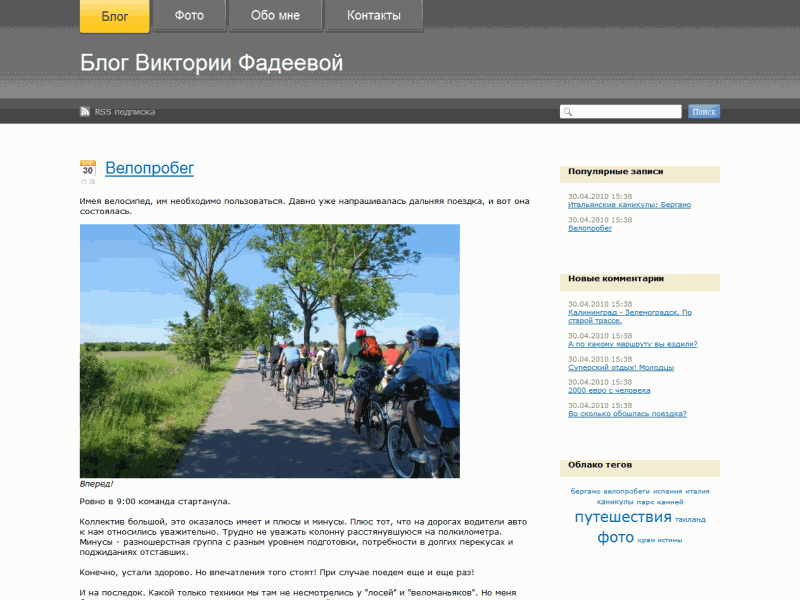 Блог
Фото
Обо мне
Контакты
Блог Виктории Фадеевой
RSS подписка
Поиск
30
15:38
Велопробег
Имея велосипед, им необходимо пользоваться. Давно уже напрашивалась дальняя поездка, и вот она
состоялась.
Вперед!
Ровно в 9:00 команда стартанула.
Коллектив большой, это оказалось имеет и плюсы и минусы. Плюс тот, что на дорогах водители авто
к нам относились уважительно. Трудно не уважать колонну расстянувшуюся на полкилометра.
Минусы - разношерстная группа с разным уровнем подготовки, потребности в долгих перекусах и
поджиданиях отставших.
Конечно, устали здорово. Но впечатления того стоят! При случае поедем еще и еще раз!
И на последок. Какой только техники мы там не несмотрелись у "лосей" и "веломаньяков". Но меня
Популярные записи
30.04.2010 15:38
Итальянские каникулы: Бергано
30.04.2010 15:38
Велопробег
Новые комментарии
30.04.2010 15:38
Калининград - Зеленоградск. По
старой трассе.
30.04.2010 15:38
А по какому маршруту вы ездили?
30.04.2010 15:38
Суперский отдых! Молодцы
30.04.2010 15:38
2000 евро с человека
30.04.2010 15:38
Во сколько обошлась поездка?
Облако тегов
бергано велопробеги испания италия
каникулы парк камней
путешествия таиланд
фото храм истины